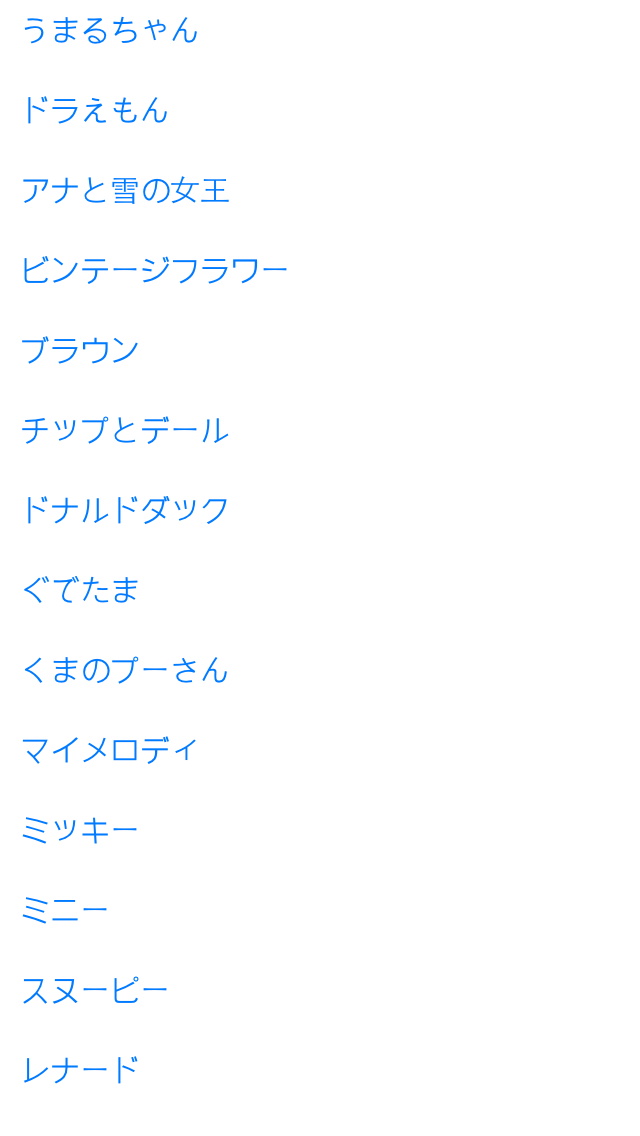 うまるちゃん
ドラえもん
アナと雪の女王
ビンテージフラワー
ブラウン
チップとデール
ドナルドダック
ぐでたま
くまのプーさん
マイメロディ
ミッキー
ミニー
スヌーピー
レナード